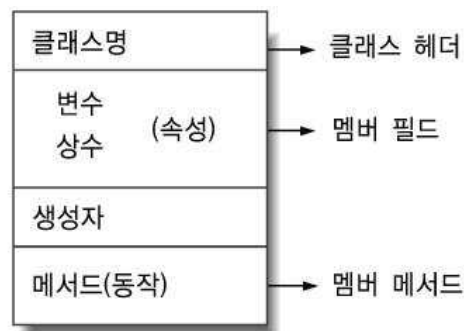 클래스명 클래스 헤더
변수
(속성) 멤버 필드
상수
생성자
메서드(동작) 멤버 메서드